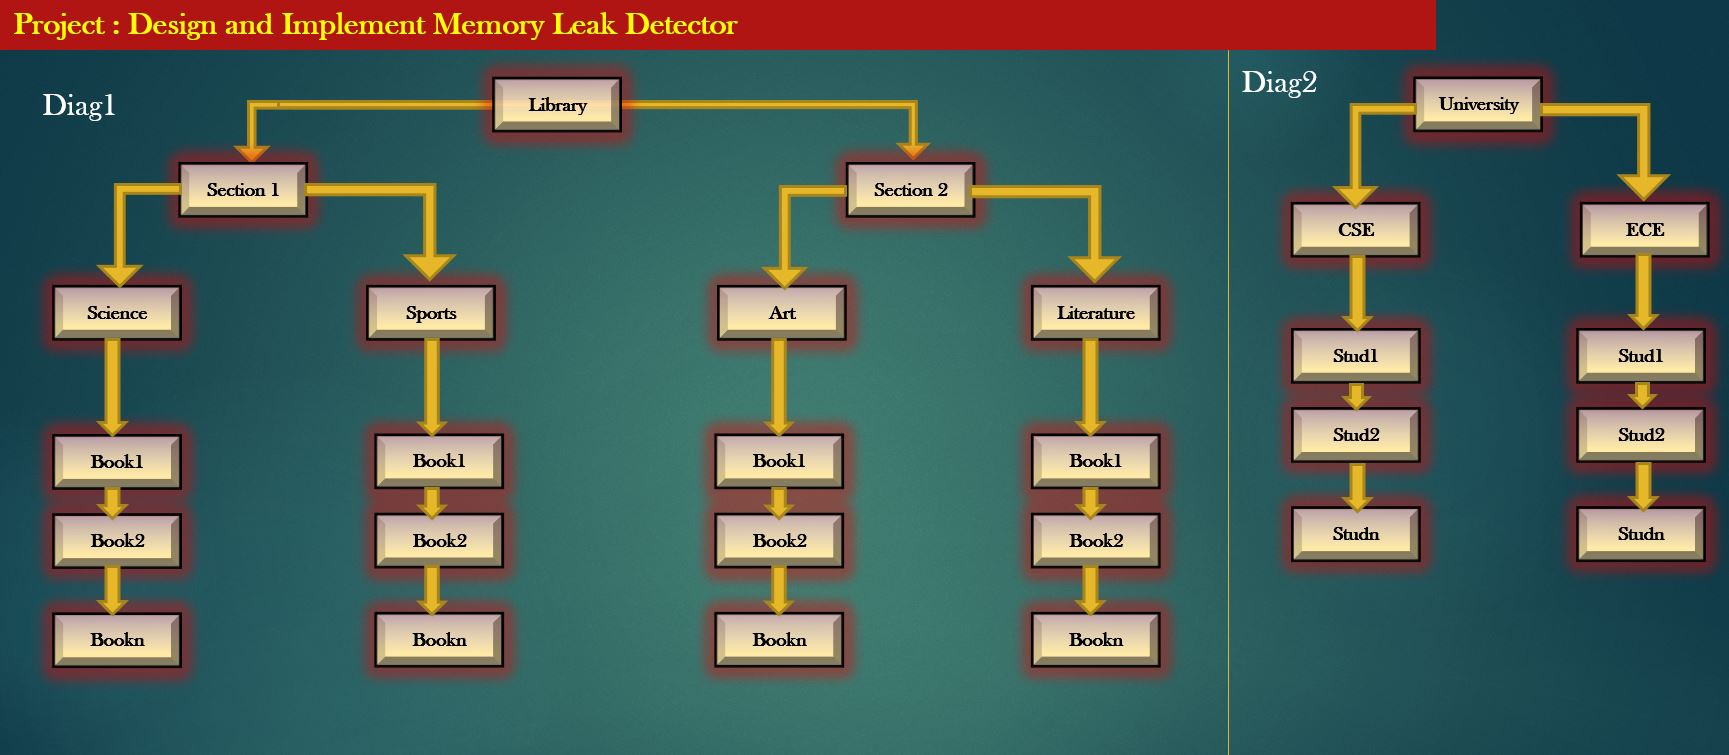 Project : Design and Implement Memory Leak Detector
Diag1
Library
Section 1
Section 2
Science
Sports
Art
Literature
Book1
Book1
Book1
Book1
Book2
Book2
Book2
Book2
Bookn
Bookn
Bookn
Bookn
Diag2
University
CSE
ECE
Stud1
Stud1
Stud2
Stud2
Studn
Studn